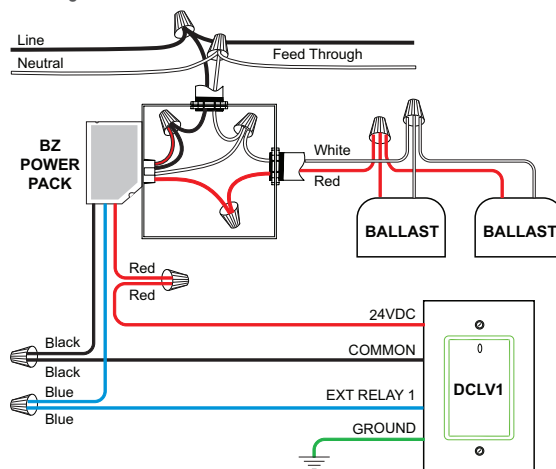 Line
Neutral
Feed Through
BZ
POWER
PACK
White
Red
BALLAST
BALLAST
Red
Red
24VDC
Black
COMMON
Black
DCLV1
Blue
EXT RELAY 1
Blue
GROUND